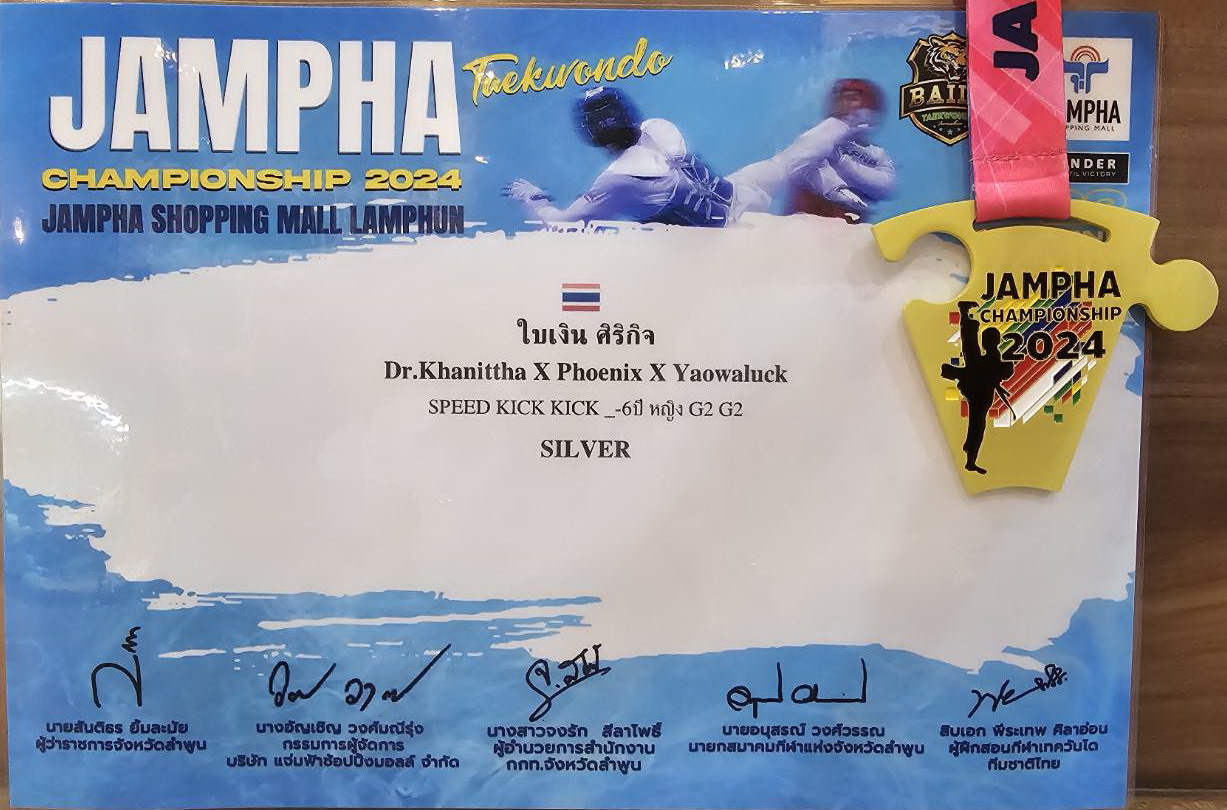 JAMPHA
Taekwondo
CHAMPIONSHIP 2024
JAMPHA SHOPPING MALL LAMPHUN
ใบเงิน ศิริกิจ
Dr.Khanittha X Phoenix X Yaowaluck
SPEED KICK KICK _-6ปี หญิง G2 G2
SILVER
JA
JAMPHA
CHAMPIONSHIP
2024
นายสันติธร ยิ้มละมัย
ผู้ว่าราชการจังหวัดลำพูน
นางอัญเชิญ วงศ์มณีรุ่ง
กรรมการผู้จัดการ
บริษัท แจ่มฟ้าช้อปปิ้งมอลล์ จำกัด
นางสาวจงรัก สีลาโพธิ์
ผู้อำนวยการสำนักงาน
กกท.จังหวัดลำพูน
นายอนุสรณ์ วงศ์วรรณ
นายกสมาคมกีฬาแห่งจังหวัดลำพูน
สิบเอก พีระเทพ ศิลาอ่อน
ผู้ฝึกสอนกีฬาเทควันโด
ทีมชาติไทย